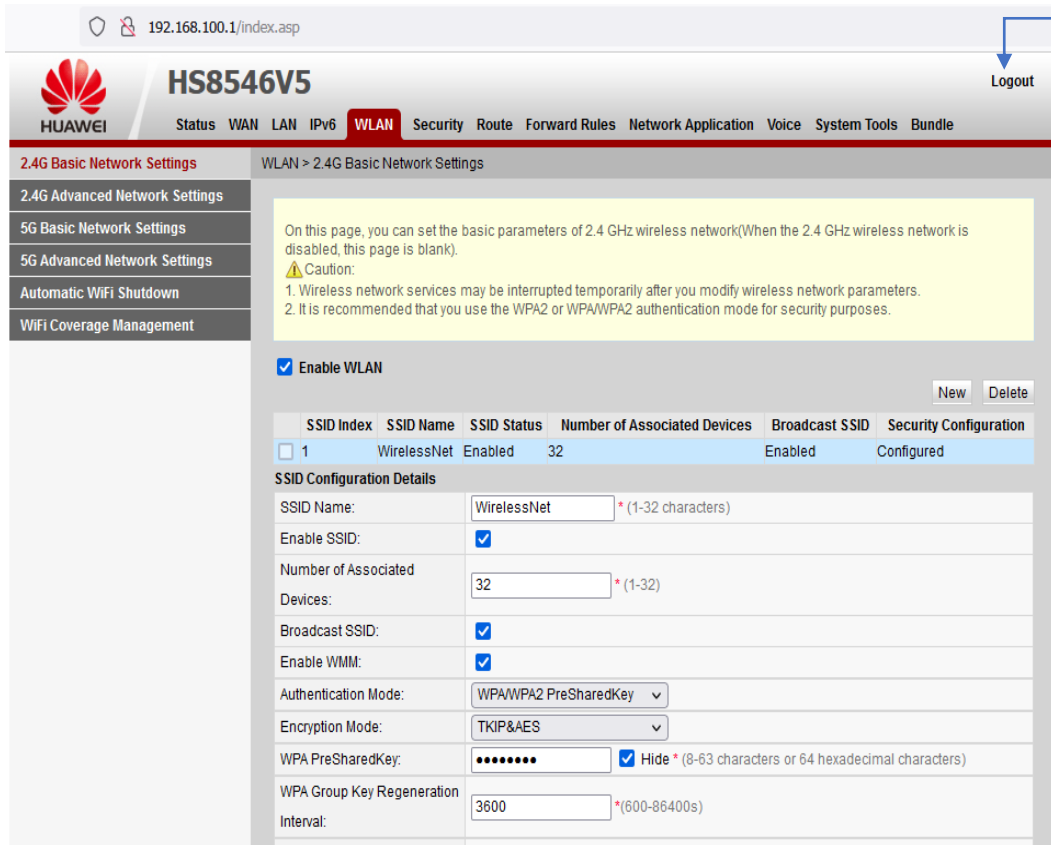 192.168.100.1/index.asp
HUAWEI
HS8546V5
Logout
Status WAN LAN IPv6 WLAN Security Route Forward Rules Network Application Voice System Tools Bundle
2.4G Basic Network Settings
2.4G Advanced Network Settings
5G Basic Network Settings
5G Advanced Network Settings
Automatic WiFi Shutdown
WiFi Coverage Management
WLAN > 2.4G Basic Network Settings
On this page, you can set the basic parameters of 2.4 GHz wireless network(When the 2.4 GHz wireless network is
disabled, this page is blank).
Caution:
1. Wireless network services may be interrupted temporarily after you modify wireless network parameters.
2. It is recommended that you use the WPA2 or WPA/WPA2 authentication mode for security purposes.
Enable WLAN
New Delete
SSID Index SSID Name SSID Status Number of Associated Devices Broadcast SSID Security Configuration
1 WirelessNet Enabled 32 Enabled Configured
SSID Configuration Details
SSID Name: WirelessNet * (1-32 characters)
Enable SSID:
Number of Associated
Devices: 32 * (1-32)
Broadcast SSID:
Enable WMM:
Authentication Mode: WPA/WPA2 PreSharedKey
Encryption Mode: TKIP&AES
WPA PreSharedKey: •••••••• Hide * (8-63 characters or 64 hexadecimal characters)
WPA Group Key Regeneration
Interval: 3600 *(600-86400s)